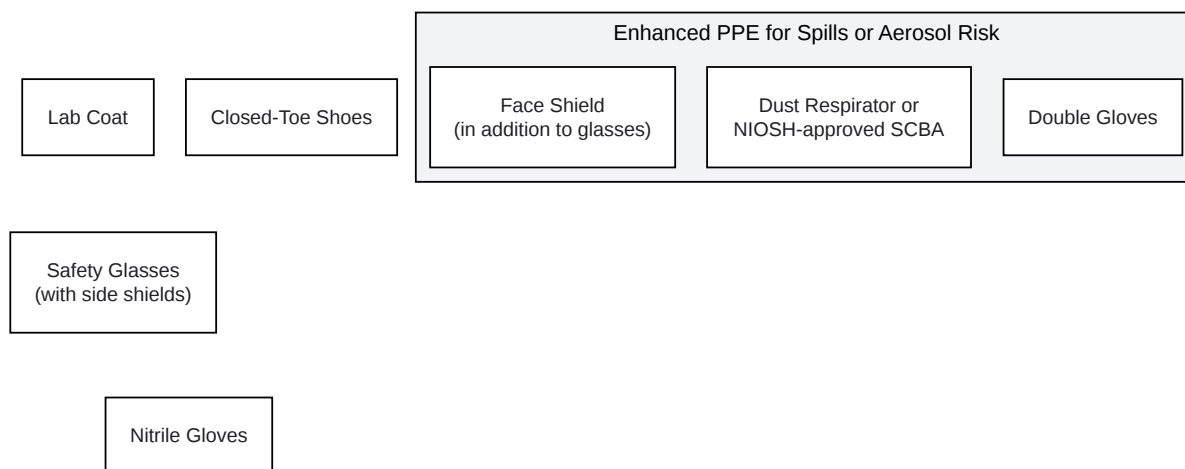 Enhanced PPE for Spills or Aerosol Risk
Lab Coat
Closed-Toe Shoes
Face Shield
(in addition to glasses)
Dust Respirator or
NIOSH-approved SCBA
Double Gloves
Safety Glasses
(with side shields)
Nitrile Gloves